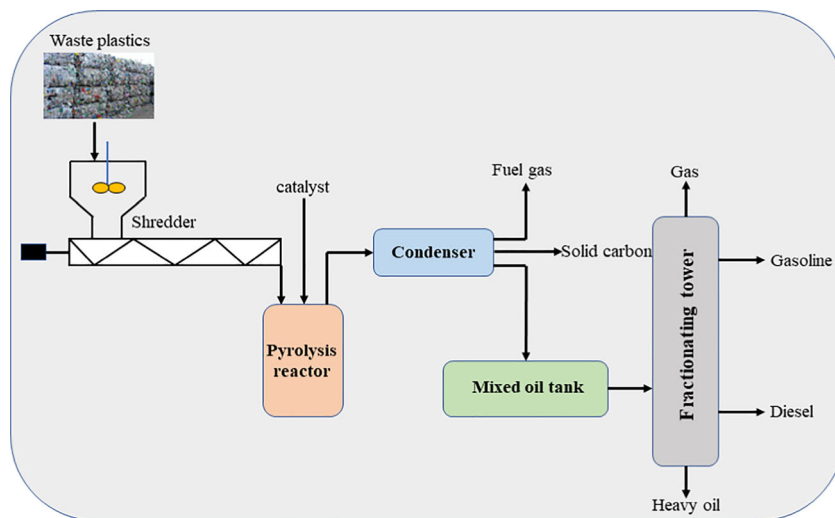 Waste plastics
Shredder
catalyst
Pyrolysis
reactor
Condenser
Fuel gas
Solid carbon
Mixed oil tank
Fractionating tower
Gas
Gasoline
Diesel
Heavy oil